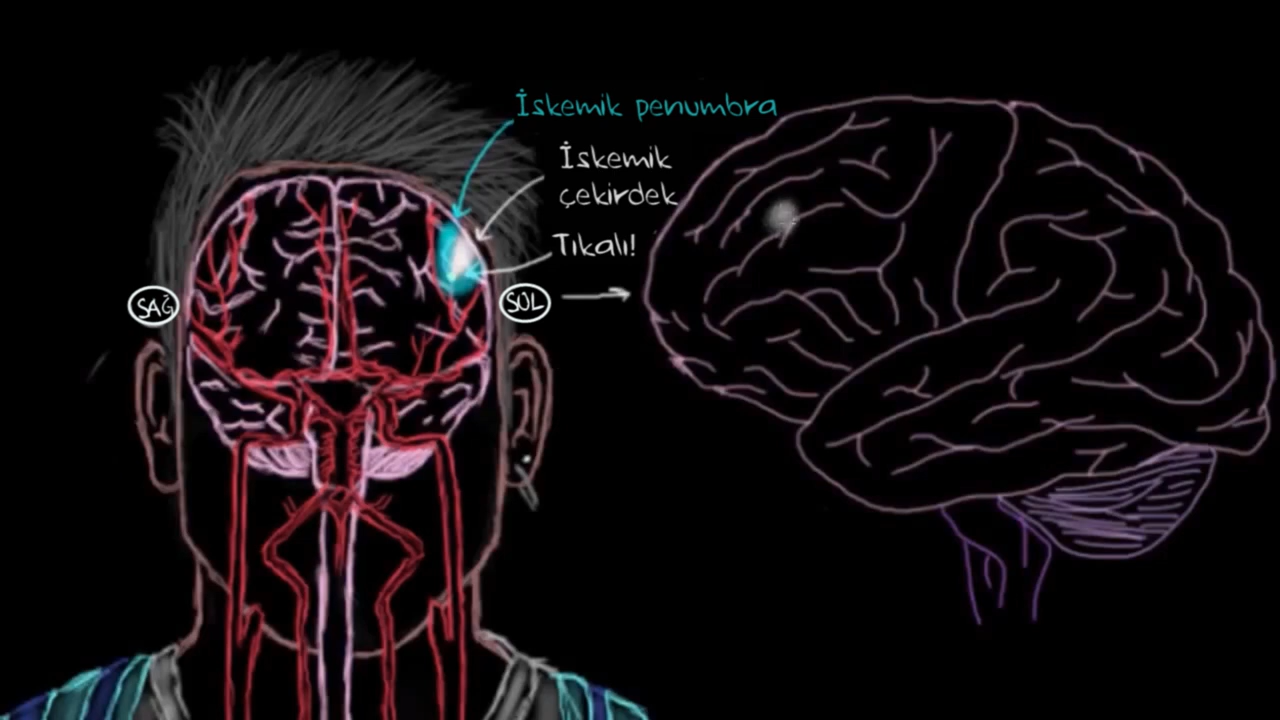 İskemik penumbra
İskemik
çekirdek
Tıkalı!
SAĞ
SOL